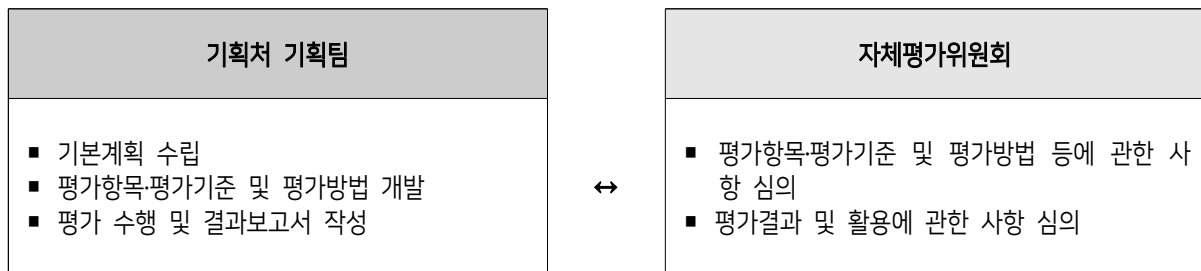 기획처 기획팀
■ 기본계획 수립
■ 평가항목·평가기준 및 평가방법 개발
■ 평가 수행 및 결과보고서 작성
↔
자체평가위원회
■ 평가항목·평가기준 및 평가방법 등에 관한 사
항 심의
■ 평가결과 및 활용에 관한 사항 심의